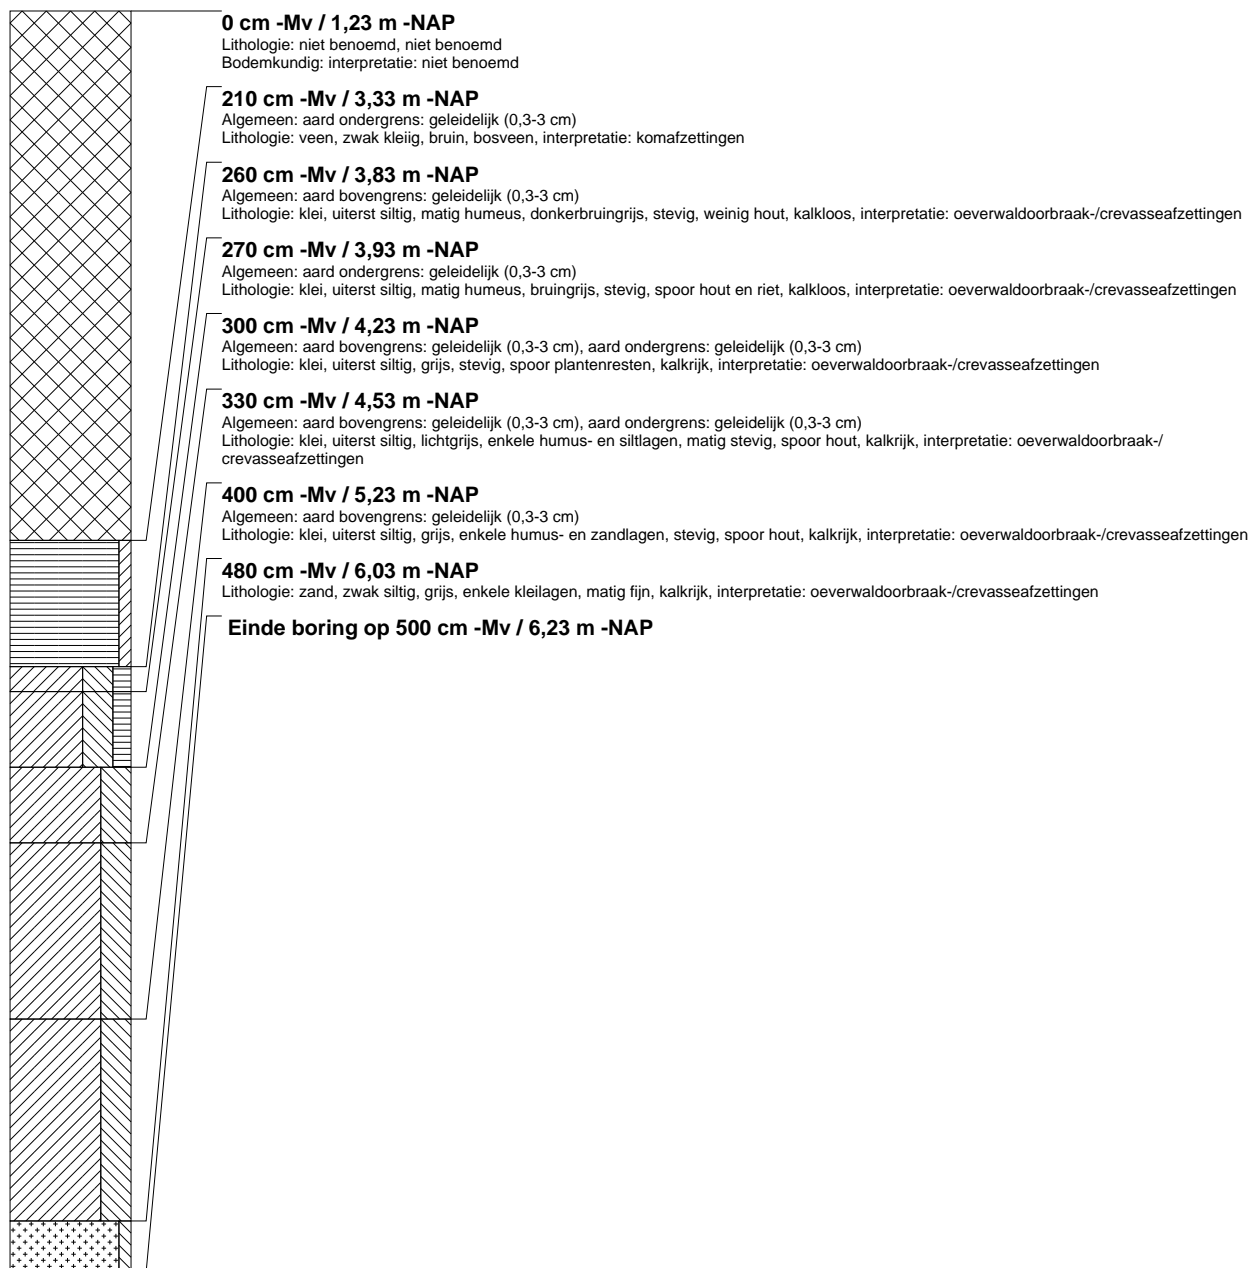 0 cm -Mv / 1,23 m -NAP
Lithologie: niet benoemd, niet benoemd
Bodemkundig: interpretatie: niet benoemd
210 cm -Mv / 3,33 m -NAP
Algemeen: aard ondergrens: geleidelijk (0,3-3 cm)
Lithologie: veen, zwak kleiig, bruin, bosveen, interpretatie: komafzettingen
260 cm -Mv / 3,83 m -NAP
Algemeen: aard bovengrens: geleidelijk (0,3-3 cm)
Lithologie: klei, uiterst siltig, matig humeus, donkerbruingrijs, stevig, weinig hout, kalkloos, interpretatie: oeverwaldoorbraak-/crevasseafzettingen
270 cm -Mv / 3,93 m -NAP
Algemeen: aard ondergrens: geleidelijk (0,3-3 cm)
Lithologie: klei, uiterst siltig, matig humeus, bruingrijs, stevig, spoor hout en riet, kalkloos, interpretatie: oeverwaldoorbraak-/crevasseafzettingen
300 cm -Mv / 4,23 m -NAP
Algemeen: aard bovengrens: geleidelijk (0,3-3 cm), aard ondergrens: geleidelijk (0,3-3 cm)
Lithologie: klei, uiterst siltig, grijs, stevig, spoor plantenresten, kalkrijk, interpretatie: oeverwaldoorbraak-/crevasseafzettingen
330 cm -Mv / 4,53 m -NAP
Algemeen: aard bovengrens: geleidelijk (0,3-3 cm), aard ondergrens: geleidelijk (0,3-3 cm)
Lithologie: klei, uiterst siltig, lichtgrijs, enkele humus- en siltlagen, matig stevig, spoor hout, kalkrijk, interpretatie: oeverwaldoorbraak-/
crevasseafzettingen
400 cm -Mv / 5,23 m -NAP
Algemeen: aard bovengrens: geleidelijk (0,3-3 cm)
Lithologie: klei, uiterst siltig, grijs, enkele humus- en zandlagen, stevig, spoor hout, kalkrijk, interpretatie: oeverwaldoorbraak-/crevasseafzettingen
480 cm -Mv / 6,03 m -NAP
Lithologie: zand, zwak siltig, grijs, enkele kleilagen, matig fijn, kalkrijk, interpretatie: oeverwaldoorbraak-/crevasseafzettingen
Einde boring op 500 cm -Mv / 6,23 m -NAP